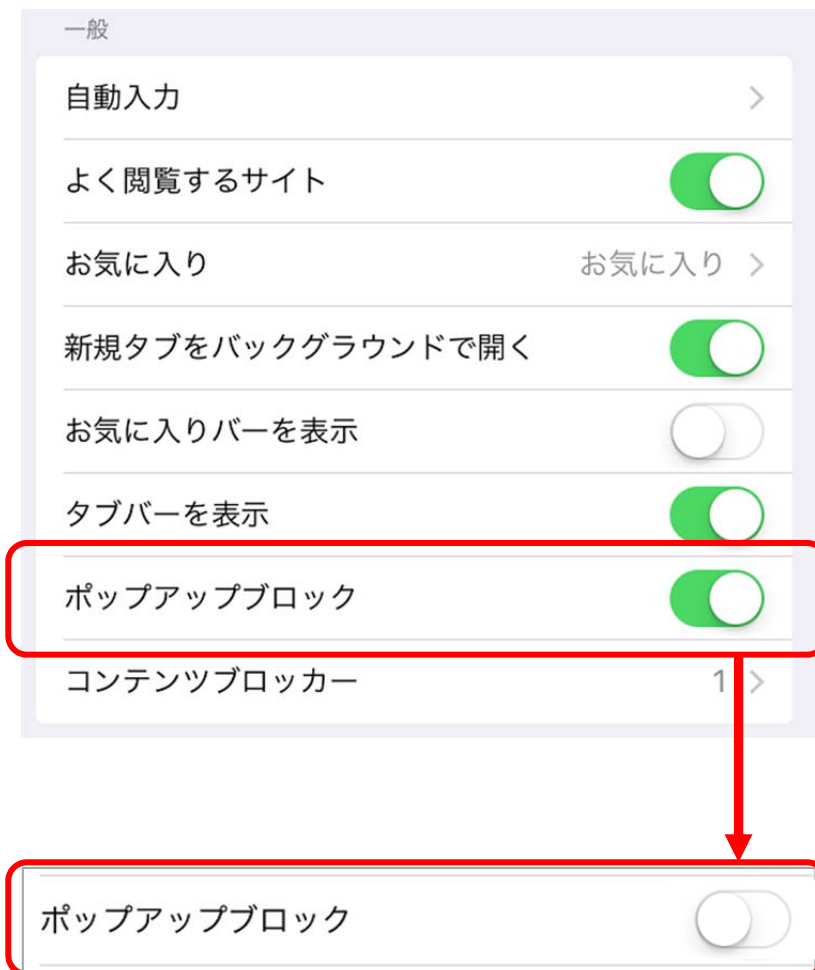 一般
自動入力
よく閲覧するサイト
お気に入り お気に入り
新規タブをバックグラウンドで開く
お気に入りバーを表示
タブバーを表示
ポップアップブロック
コンテンツブロッカー 1
ポップアップブロック